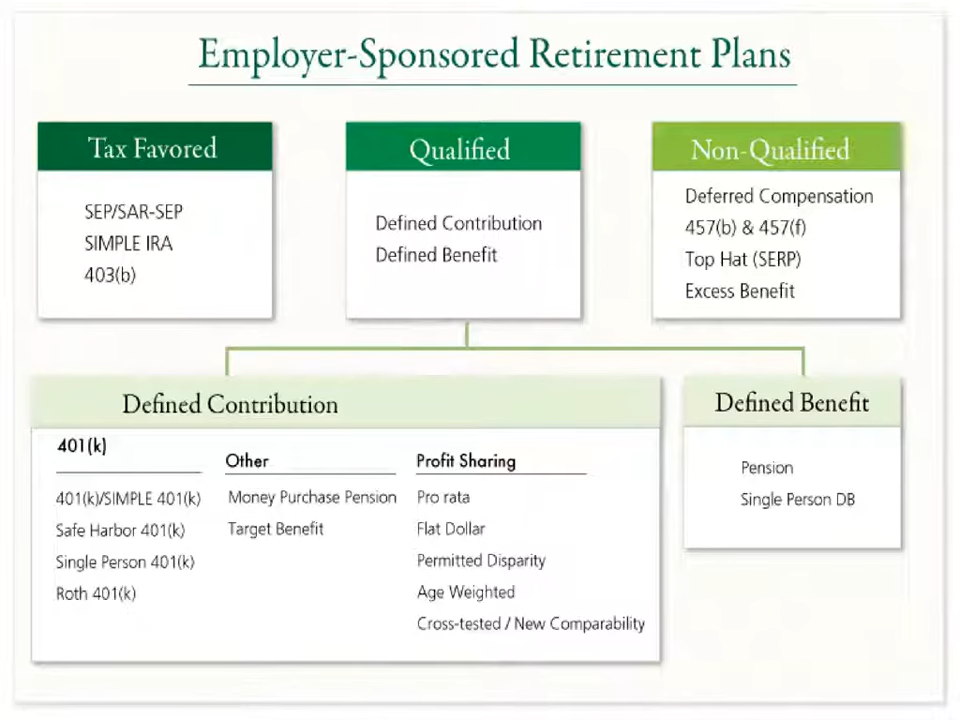 Employer-Sponsored Retirement Plans
Tax Favored
SEP/SAR-SEP
SIMPLE IRA
403(b)
Qualified
Defined Contribution
Defined Benefit
Non-Qualified
Deferred Compensation
457(b) & 457(f)
Top Hat (SERP)
Excess Benefit
Defined Contribution
401(k)
401(k)/SIMPLE 401(k)
Safe Harbor 401(k)
Single Person 401(k)
Roth 401(k)
Other
Money Purchase Pension
Target Benefit
Profit Sharing
Pro rata
Flat Dollar
Permitted Disparity
Age Weighted
Cross-tested / New Comparability
Defined Benefit
Pension
Single Person DB